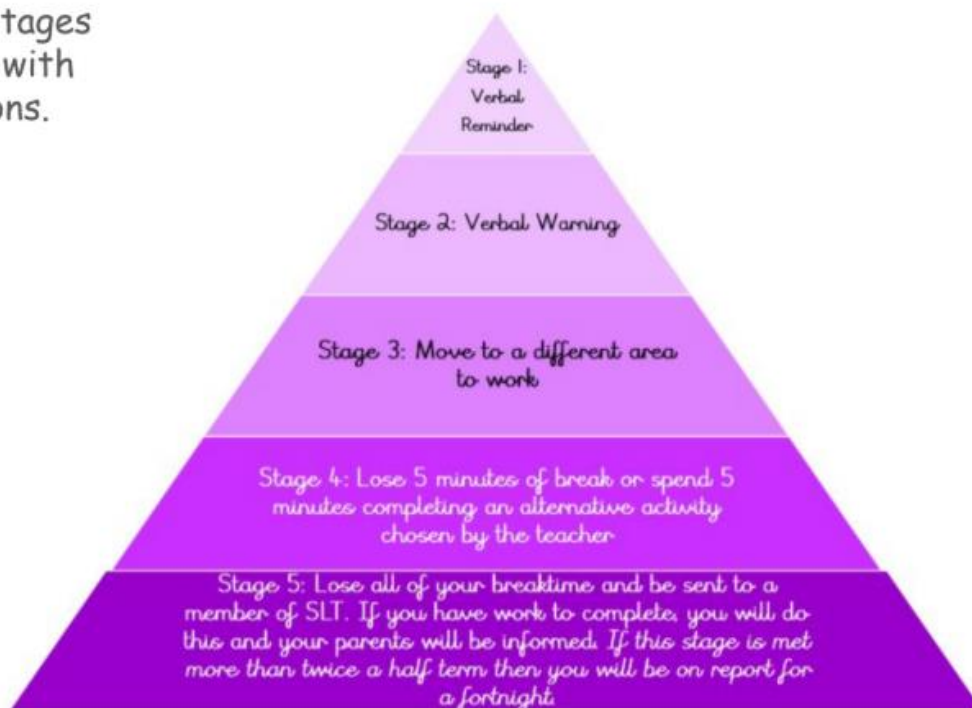 tages
with
ons.
Stage 1:
Verbal
Reminder
Stage 2: Verbal Warning
Stage 3: Move to a different area
to work
Stage 4: Lose 5 minutes of break or spend 5
minutes completing an alternative activity
chosen by the teacher
Stage 5: Lose all of your breaktime and be sent to a
member of SLT. If you have work to complete, you will do
this and your parents will be informed. If this stage is met
more than twice a half term then you will be on report for
a fortnight.